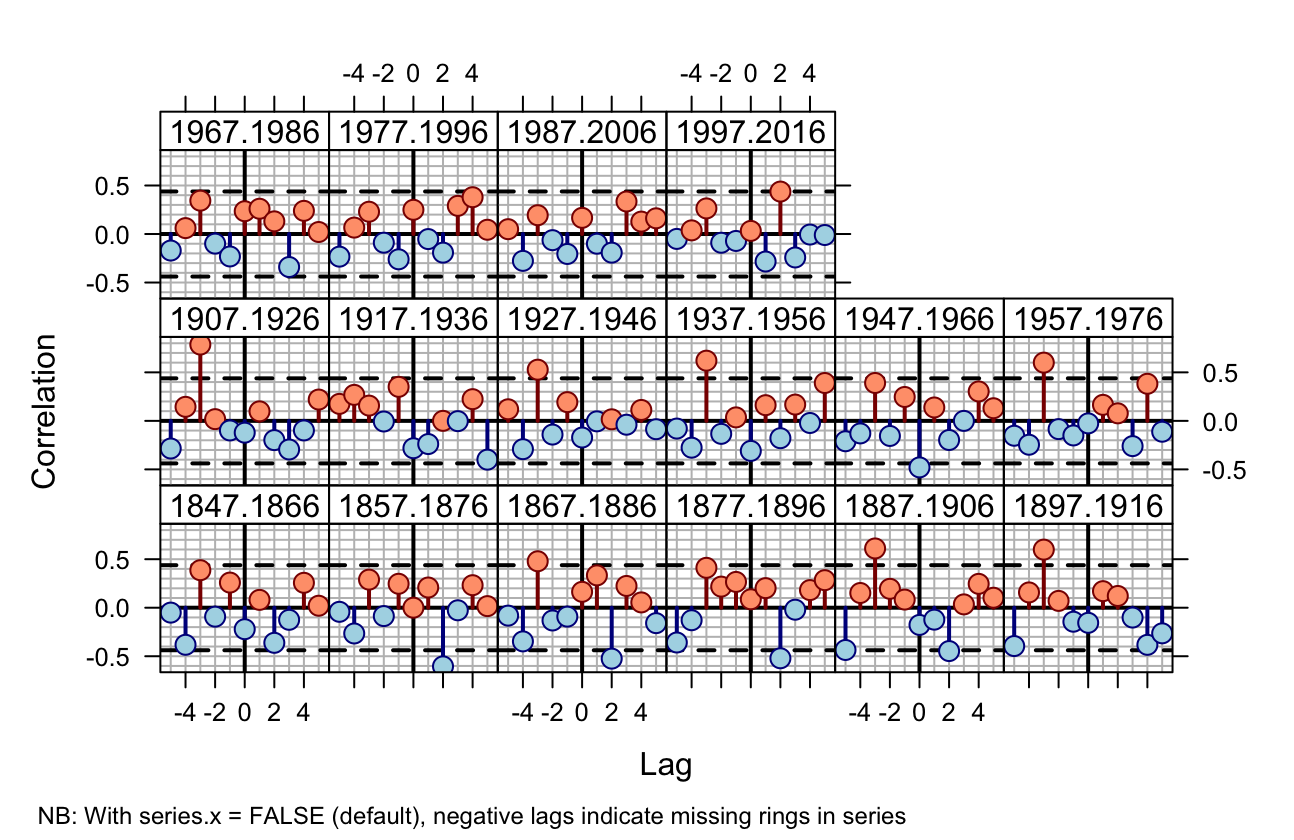 -4 -2 0 2 4 -4 -2 0 2 4
1967.1986 1977.1996 1987.2006 1997.2016
0.5
0.0
-0.5
1907.1926 1917.1936 1927.1946 1937.1956 1947.1966 1957.1976
0.5
0.0
-0.5
Correlation
1847.1866 1857.1876 1867.1886 1877.1896 1887.1906 1897.1916
0.5
0.0
-0.5
-4 -2 0 2 4 -4 -2 0 2 4 -4 -2 0 2 4
Lag
NB: With series.x = FALSE (default), negative lags indicate missing rings in series